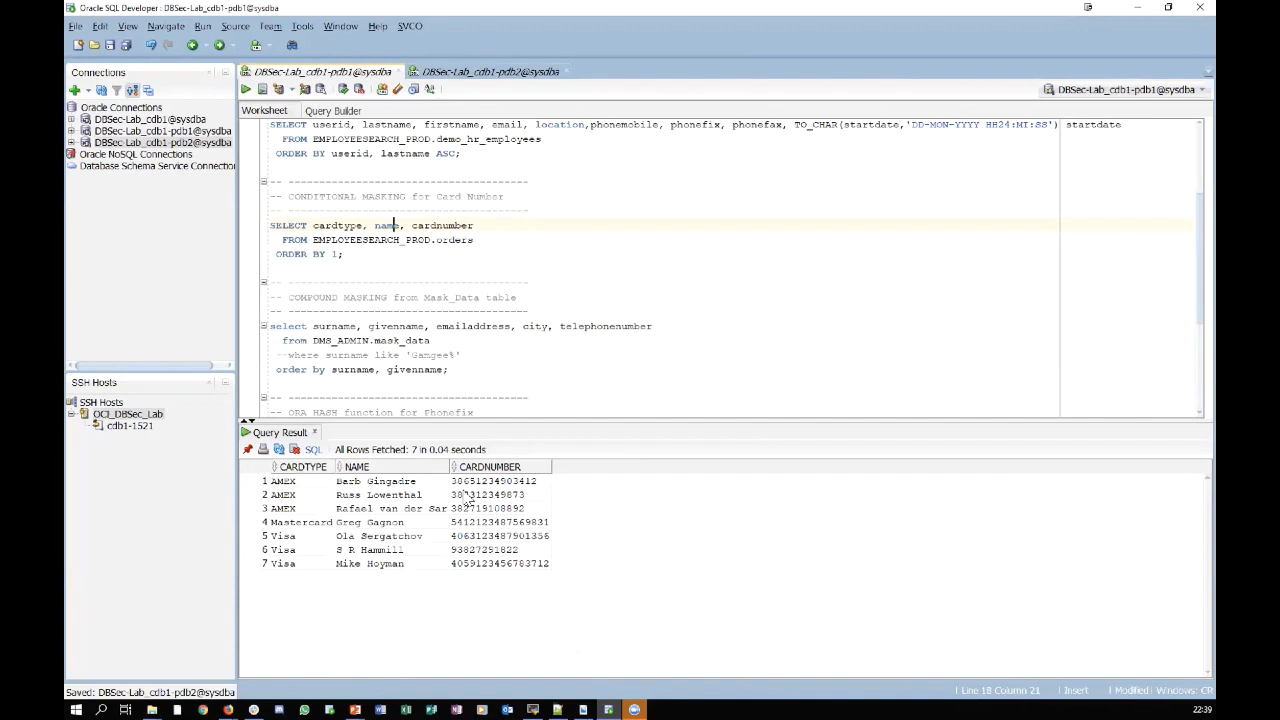 Oracle SQL Developer: DBSec-Lab_cdb1-pdb1@sysdba
File Edit View Navigate Run Source Team Tools Window Help SVCO
Connections
DBSec-Lab_cdb1-pdb1@sysdba
DBSec-Lab_cdb1-pdb2@sysdba
DBSec-Lab_cdb1-pdb1@sysdba
Oracle Connections
DBSec-Lab_cdb1@sysdba
DBSec-Lab_cdb1-pdb1@sysdba
DBSec-Lab_cdb1-pdb2@sysdba
Oracle NoSQL Connections
Database Schema Service Connection
Worksheet Query Builder
SELECT userid, lastname, firstname, email, location,phonemobile, phonefix, phonefax, TO_CHAR(startdate,'DD-MON-YYYY HH24:MI:SS') startdate
FROM EMPLOYEESEARCH_PROD.demo_hr_employees
ORDER BY userid, lastname ASC;
-- -----------------------------------
-- CONDITIONAL MASKING for Card Number
-- -----------------------------------
SELECT cardtype, name, cardnumber
FROM EMPLOYEESEARCH_PROD.orders
ORDER BY 1;
-- -----------------------------------
-- COMPOUND MASKING from Mask_Data table
-- -----------------------------------
select surname, givenname, emailaddress, city, telephonenumber
from DMS_ADMIN.mask_data
--where surname like 'Gamgee%'
order by surname, givenname;
-- -----------------------------------
-- ORA HASH function for Phonefix
SSH Hosts
SSH Hosts
OCI_DBSec_Lab
cdb1-1521
Query Result
SQL All Rows Fetched: 7 in 0.04 seconds
CARDTYPE NAME CARDNUMBER
1 AMEX Barb Gingadre 38651234903412
2 AMEX Russ Lowenthal
3 AMEX Rafael van der Sar 382719108892
4 Mastercard Greg Gagnon 5412123487569831
5 Visa Ola Sergatchov 4063123487901356
6 Visa S R Hammill 93827291822
7 Visa Mike Hoyman 4059123456783712
Saved: DBSec-Lab_cdb1-pdb2@sysdba
Line 18 Column 21 Insert Modified Windows: CR
22:39